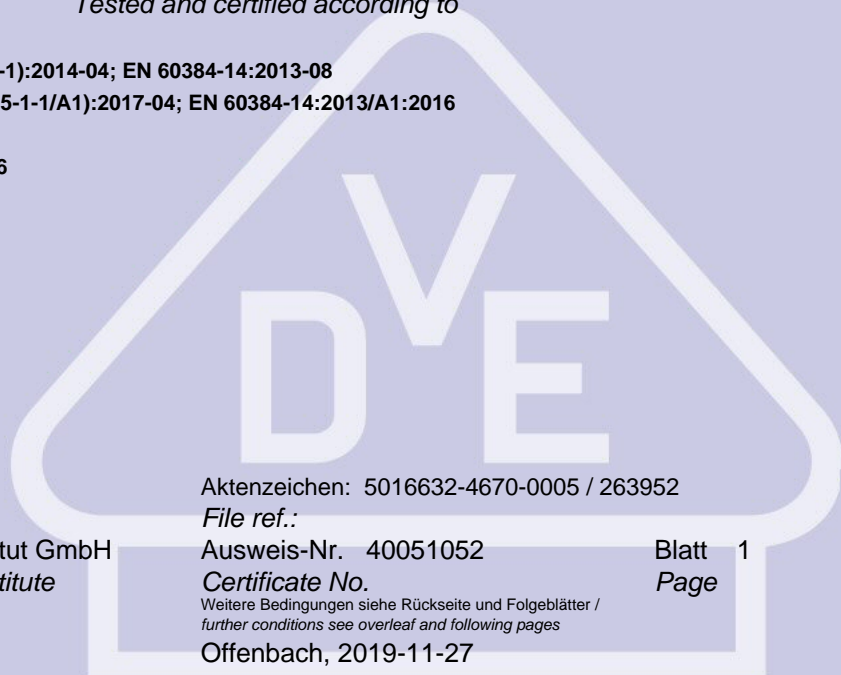 Tested and certified according to
-1):2014-04; EN 60384-14:2013-08
5-1-1/A1):2017-04; EN 60384-14:2013/A1:2016
6
DVE
Aktenzeichen: 5016632-4670-0005 / 263952
File ref.:
tut GmbH Ausweis-Nr. 40051052 Blatt 1
titute Certificate No. Page
Weitere Bedingungen siehe Rückseite und Folgeblätter /
further conditions see overleaf and following pages
Offenbach, 2019-11-27